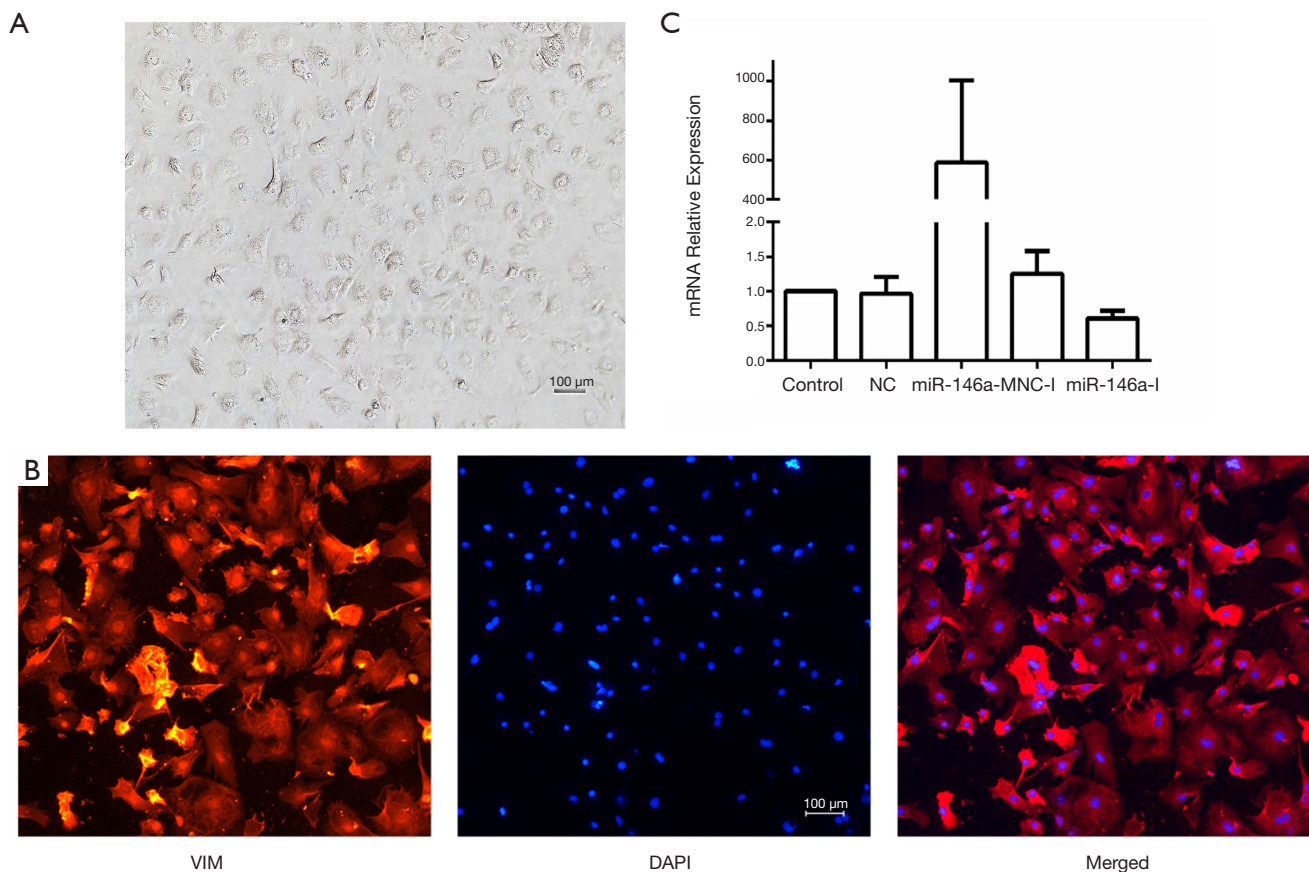 A
100 µm
C
mRNA Relative Expression
1000
800
600
400
2.0
1.5
1.0
0.5
0.0
Control NC miR-146a-MNC-I miR-146a-I
B
100 µm
VIM DAPI Merged